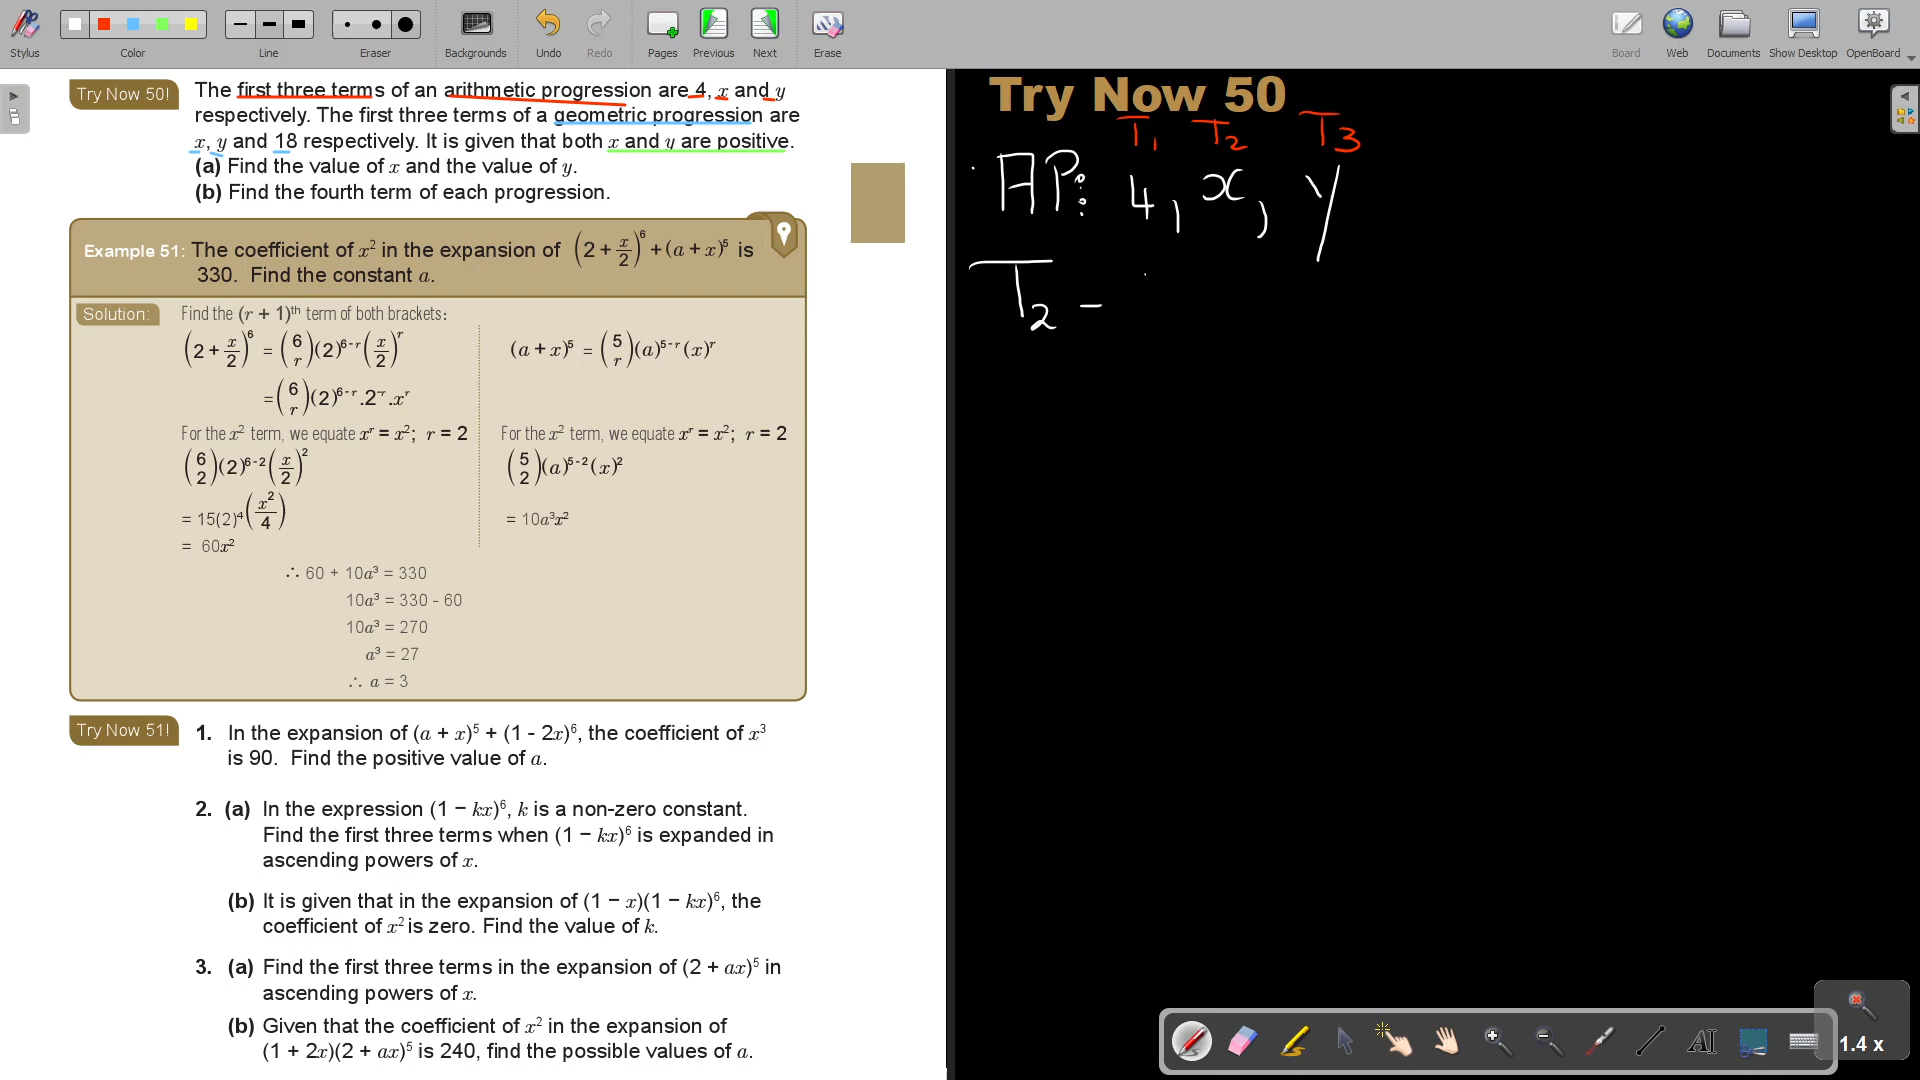 Stylus Color Line Eraser Backgrounds Undo Redo Pages Previous Next Erase Board Web Documents Show Desktop OpenBoard
Try Now 50! The first three terms of an arithmetic progression are 4, x and y
respectively. The first three terms of a geometric progression are
x, y and 18 respectively. It is given that both x and y are positive.
(a) Find the value of x and the value of y.
(b) Find the fourth term of each progression.
Example 51: The coefficient of x² in the expansion of (2 + x/2)⁶ + (a + x)⁵ is
330. Find the constant a.
Solution: Find the (r + 1)ᵗʰ term of both brackets:
(2 + x/2)⁶ = (6 r)(2)⁶⁻ʳ(x/2)ʳ
= (6 r)(2)⁶⁻ʳ.2⁻ʳ.xʳ
For the x² term, we equate xʳ = x²; r = 2
(6 2)(2)⁶⁻²(x/2)²
= 15(2)⁴(x²/4)
= 60x²
(a + x)⁵ = (5 r)(a)⁵⁻ʳ(x)ʳ
For the x² term, we equate xʳ = x²; r = 2
(5 2)(a)⁵⁻²(x)²
= 10a³x²
∴ 60 + 10a³ = 330
10a³ = 330 - 60
10a³ = 270
a³ = 27
∴ a = 3
Try Now 51! 1. In the expansion of (a + x)⁵ + (1 - 2x)⁶, the coefficient of x³
is 90. Find the positive value of a.
2. (a) In the expression (1 − kx)⁶, k is a non-zero constant.
Find the first three terms when (1 − kx)⁶ is expanded in
ascending powers of x.
(b) It is given that in the expansion of (1 − x)(1 − kx)⁶, the
coefficient of x² is zero. Find the value of k.
3. (a) Find the first three terms in the expansion of (2 + ax)⁵ in
ascending powers of x.
(b) Given that the coefficient of x² in the expansion of
(1 + 2x)(2 + ax)⁵ is 240, find the possible values of a.
Try Now 50
T₁ T₂ T₃
AP: 4, x, y
T₂ -
1.4 x